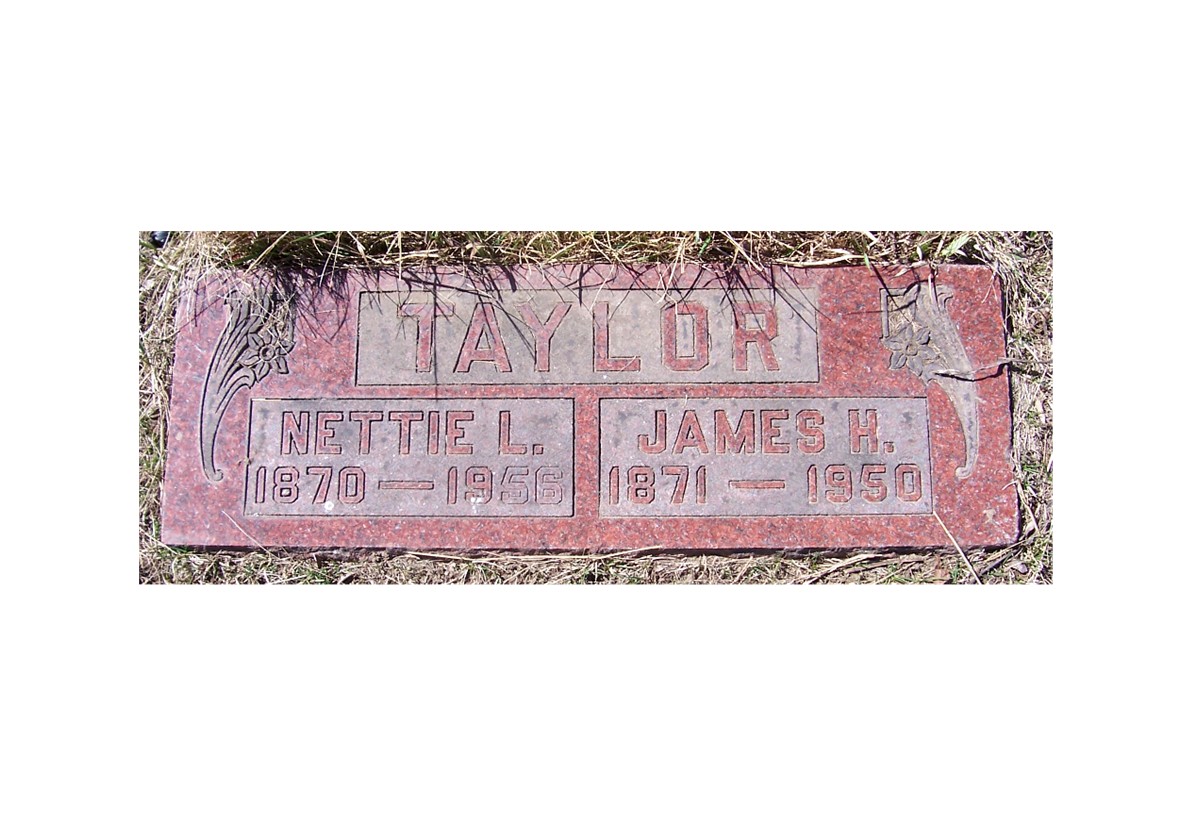 TAYLOR
NETTIE L.
1870 — 1956
JAMES H.
1871 — 1950